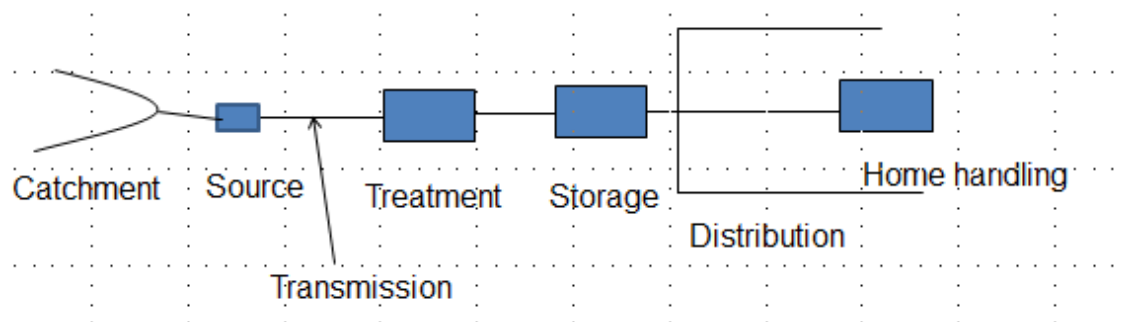 Catchment
Source
Treatment
Storage
Home handling
Distribution
Transmission